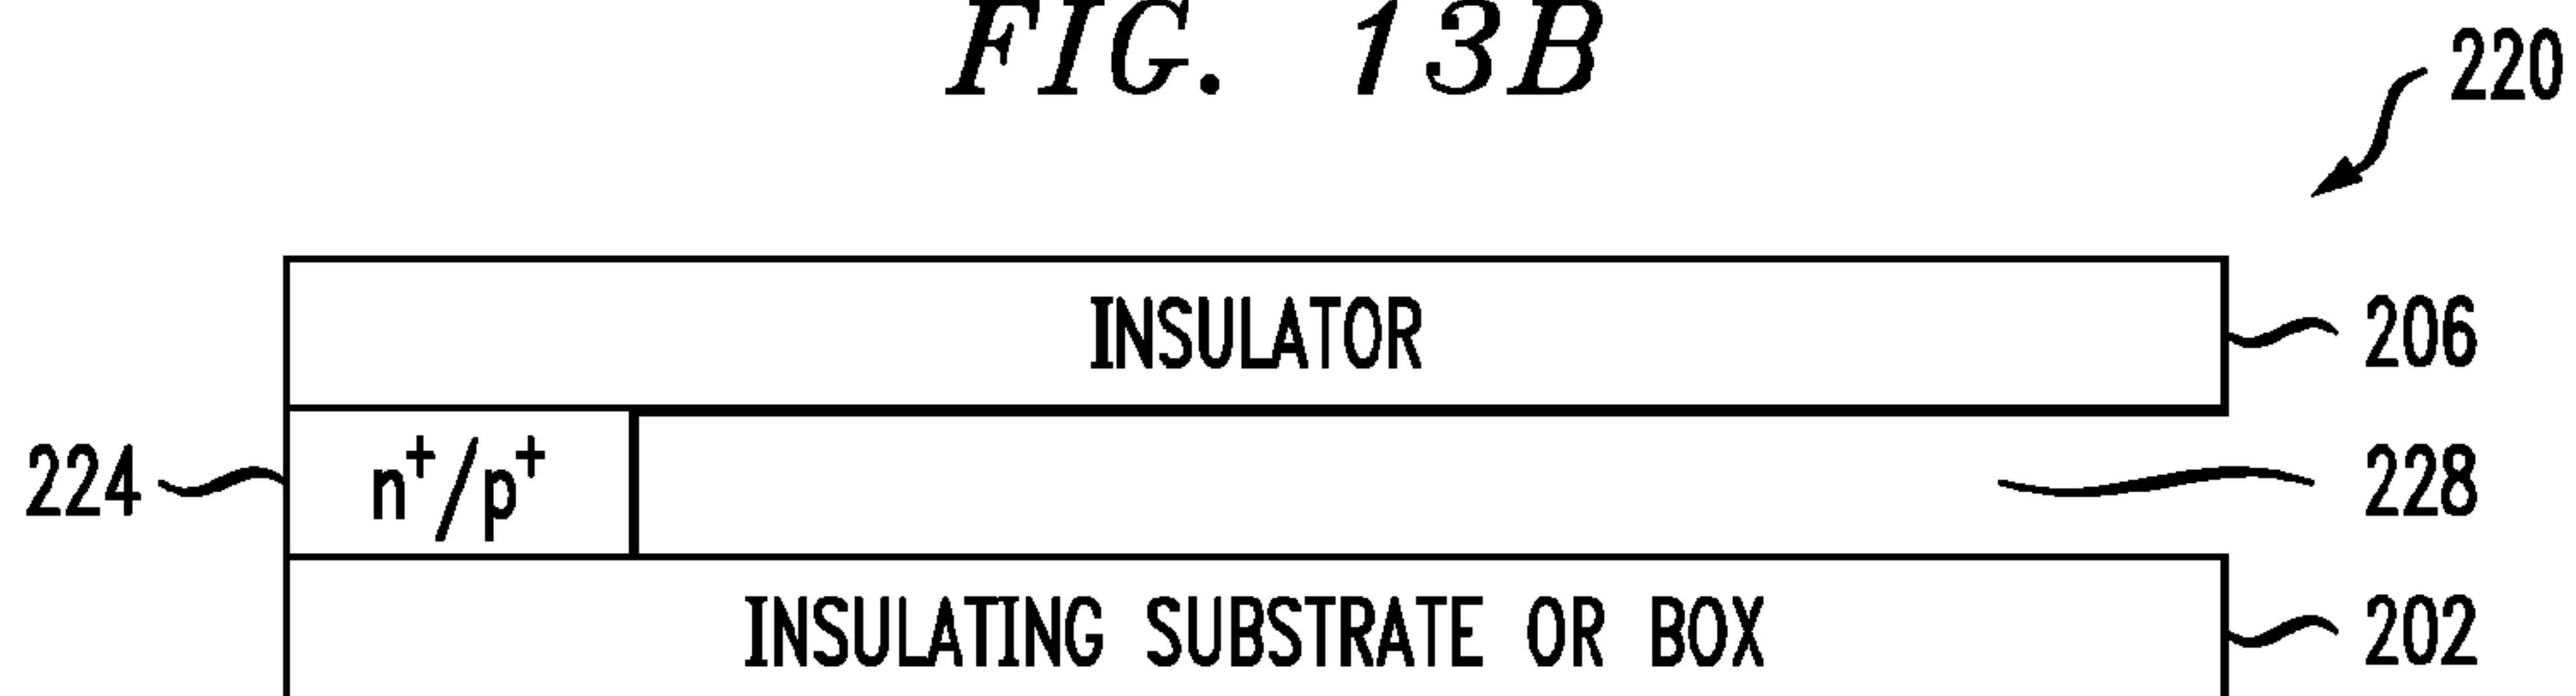 FIG. 13B
220
INSULATOR
206
224
n+/p+
228
INSULATING SUBSTRATE OR BOX
202